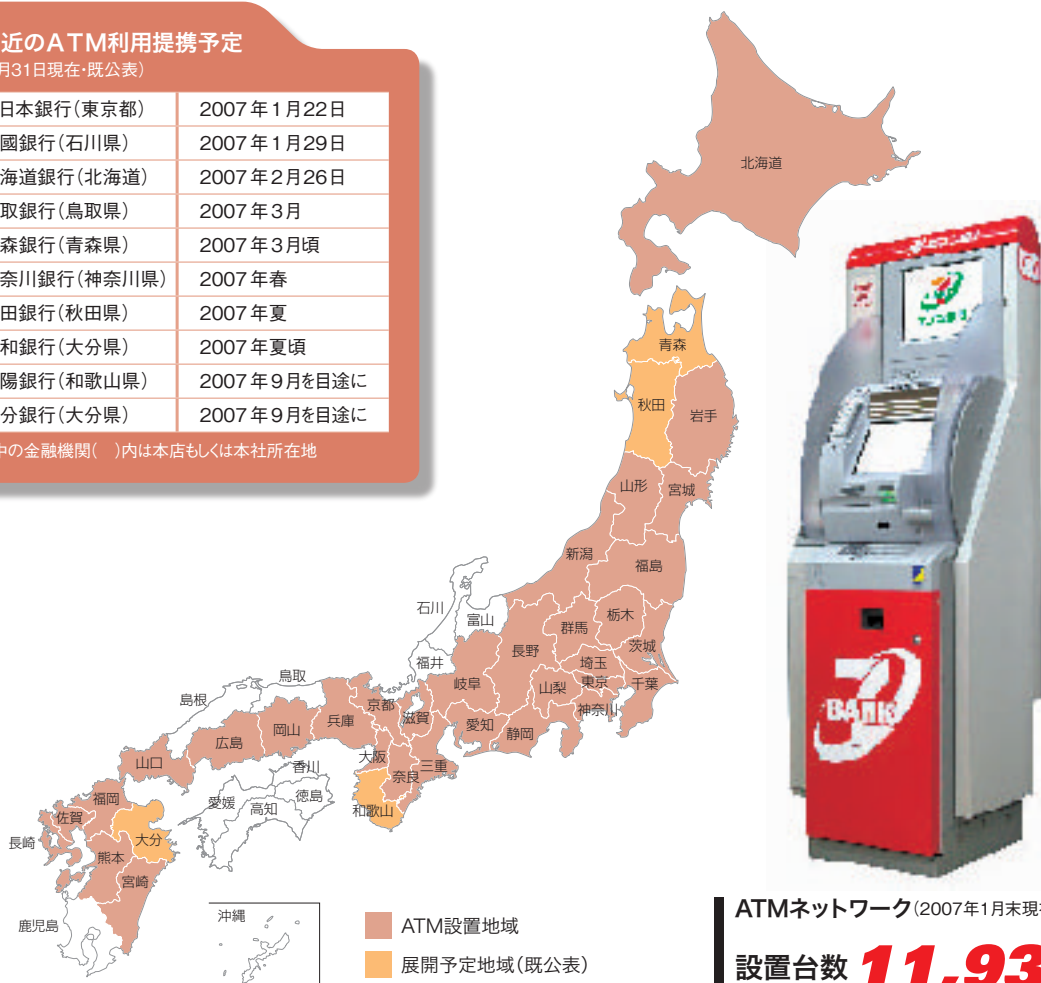 近のATM利用提携予定
月31日現在・既公表）
日本銀行（東京都） 2007年1月22日
國銀行（石川県） 2007年1月29日
海道銀行（北海道） 2007年2月26日
取銀行（鳥取県） 2007年3月
森銀行（青森県） 2007年3月頃
奈川銀行（神奈川県） 2007年春
田銀行（秋田県） 2007年夏
和銀行（大分県） 2007年夏頃
陽銀行（和歌山県） 2007年9月を目途に
分銀行（大分県） 2007年9月を目途に
中の金融機関（　）内は本店もしくは本社所在地
北海道
青森
秋田
岩手
山形
宮城
新潟
福島
石川
富山
群馬
栃木
茨城
福井
長野
埼玉
岐阜
山梨
東京
千葉
神奈川
鳥取
島根
京都
滋賀
愛知
静岡
兵庫
岡山
広島
山口
大阪
奈良
三重
香川
徳島
愛媛
高知
和歌山
福岡
佐賀
長崎
大分
熊本
宮崎
鹿児島
沖縄
ATM設置地域
展開予定地域（既公表）
BANK
ATMネットワーク（2007年1月末現
設置台数 11,93